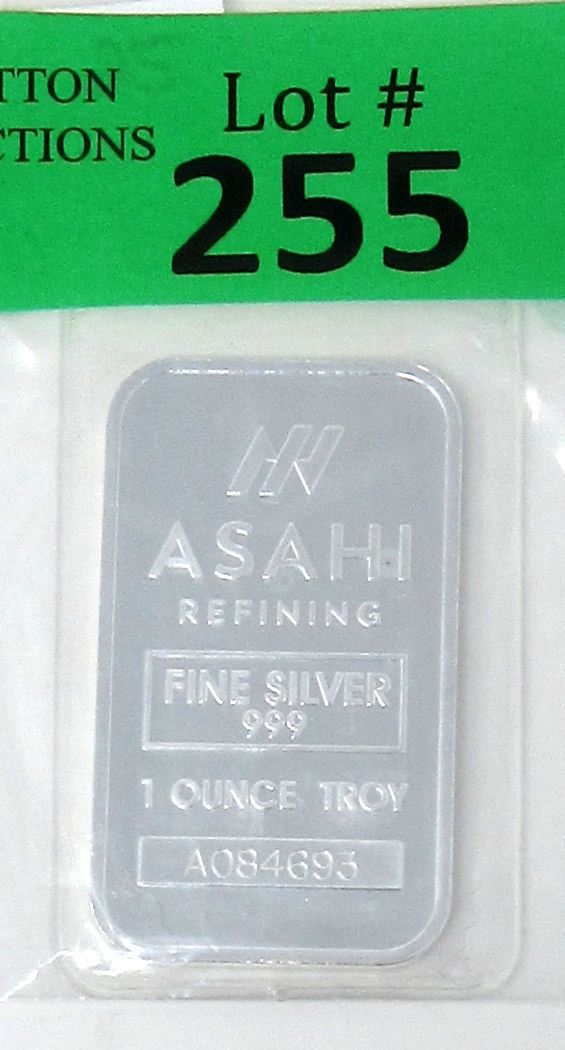 TTON
CTIONS
Lot #
255
ASAHI
REFINING
FINE SILVER
999
1 OUNCE TROY
A084693